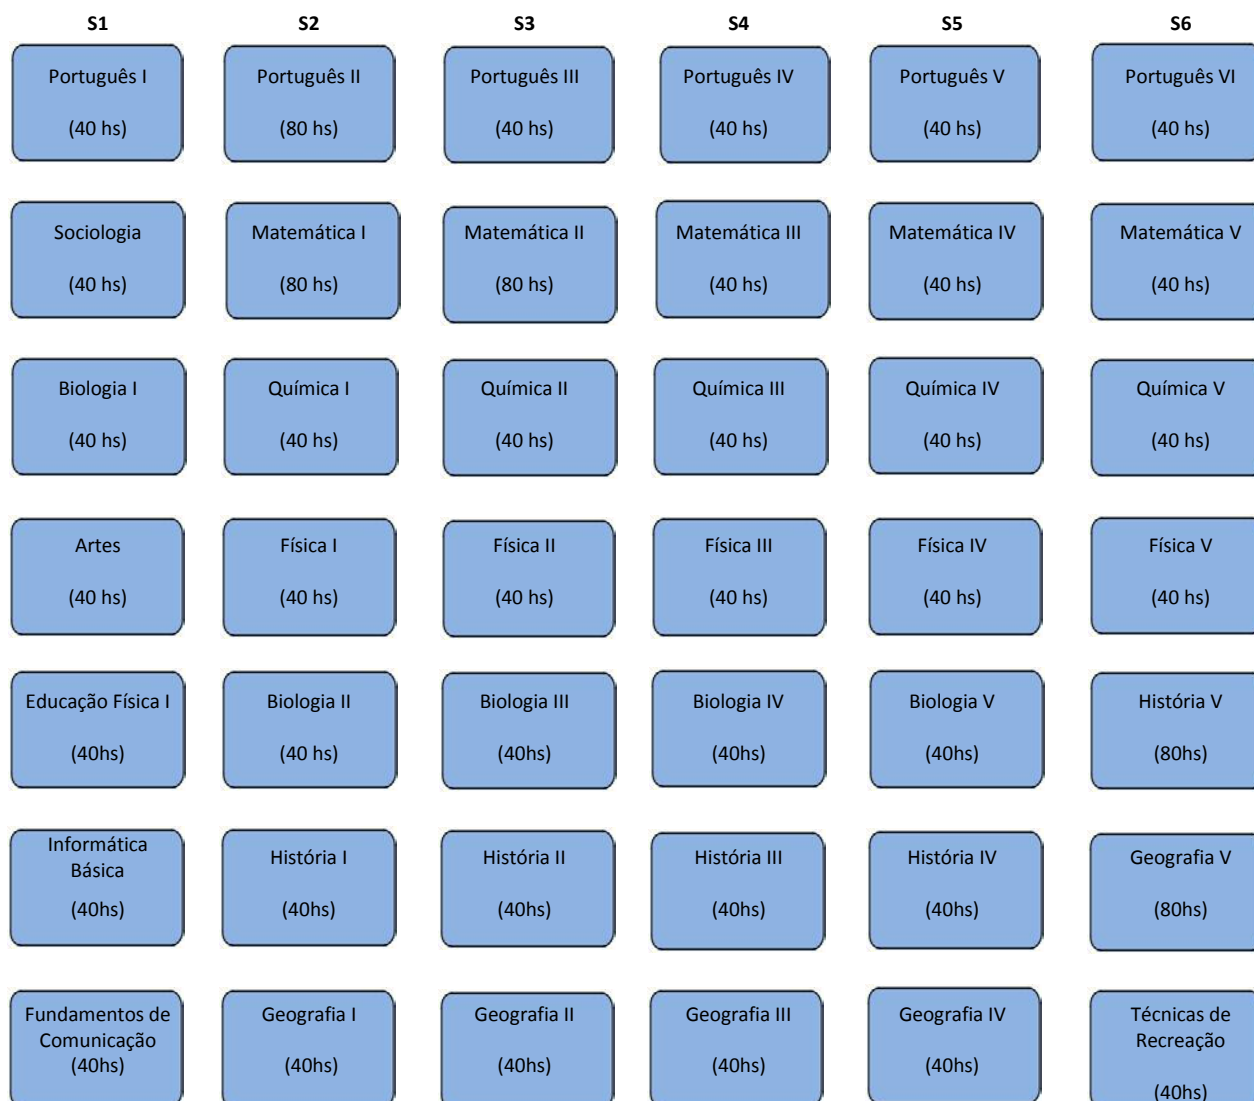 S1 S2 S3 S4 S5 S6
Português I Português II Português III Português IV Português V Português VI
(40 hs) (80 hs) (40 hs) (40 hs) (40 hs) (40 hs)
Sociologia Matemática I Matemática II Matemática III Matemática IV Matemática V
(40 hs) (80 hs) (80 hs) (40 hs) (40 hs) (40 hs)
Biologia I Química I Química II Química III Química IV Química V
(40 hs) (40 hs) (40 hs) (40 hs) (40 hs) (40 hs)
Artes Física I Física II Física III Física IV Física V
(40 hs) (40 hs) (40 hs) (40 hs) (40 hs) (40 hs)
Educação Física I Biologia II Biologia III Biologia IV Biologia V História V
(40hs) (40 hs) (40hs) (40hs) (40hs) (80hs)
Informática
Básica História I História II História III História IV Geografia V
(40hs) (40hs) (40hs) (40hs) (40hs) (80hs)
Fundamentos de Geografia I Geografia II Geografia III Geografia IV Técnicas de
Comunicação Recreação
(40hs) (40hs) (40hs) (40hs) (40hs)
(40hs)